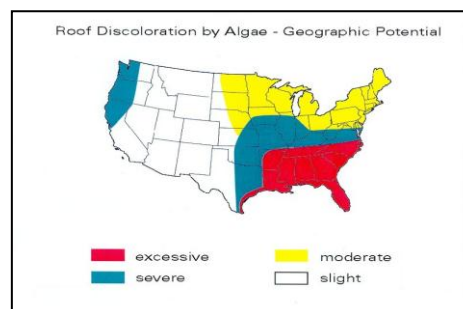 Roof Discoloration by Algae - Geographic Potential
excessive
moderate
severe
slight